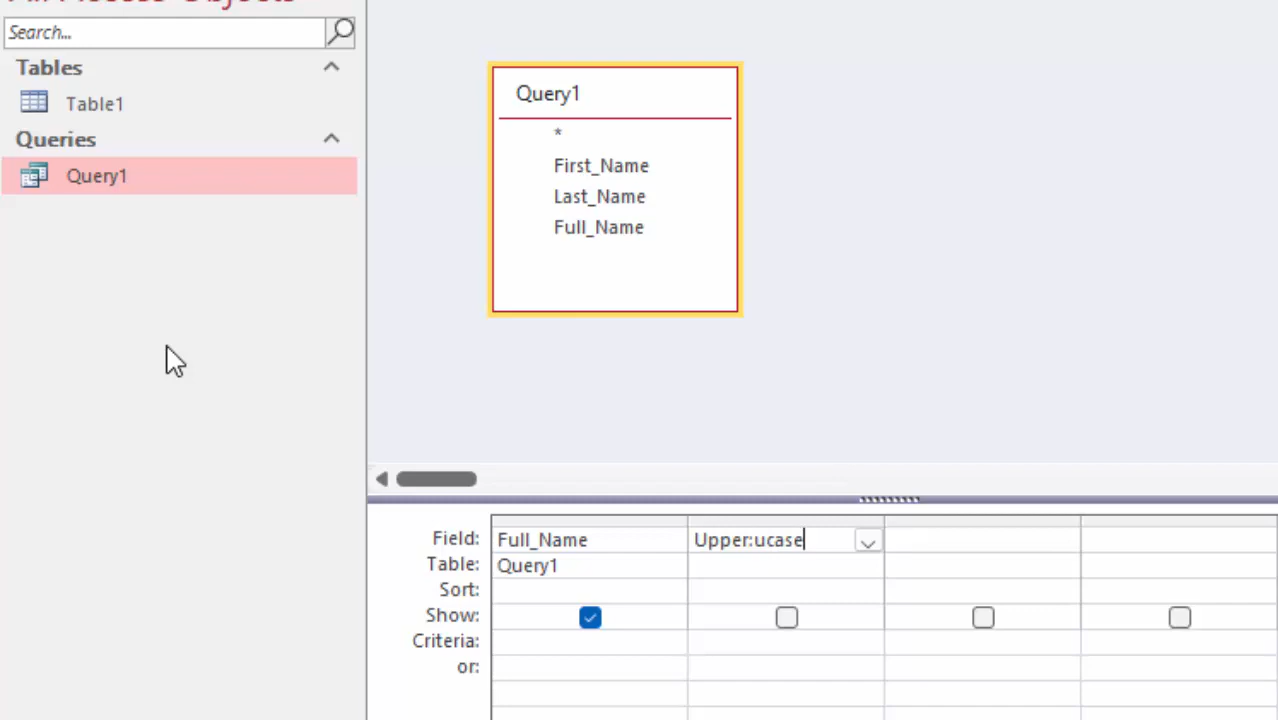 Search...
Tables
Table1
Queries
Query1
Query1
*
First_Name
Last_Name
Full_Name
Field: Full_Name Upper:ucase
Table: Query1
Sort:
Show:
Criteria:
or: